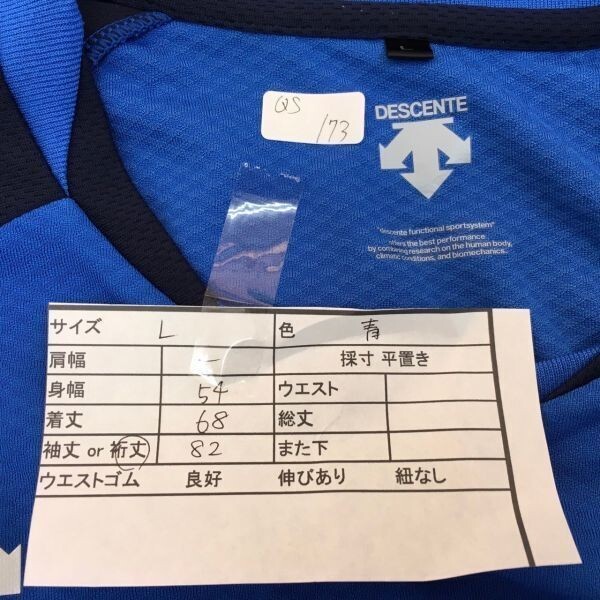 L
QS
173
DESCENTE
"descente functional sportsystem"
offers the best performance
by combining research on the human body,
climatic conditions, and biomechanics.
サイズ L 色 青
肩幅 － 採寸 平置き
身幅 54 ウエスト
着丈 68 総丈
袖丈 or 裄丈 82 また下
ウエストゴム 良好 伸びあり 紐なし